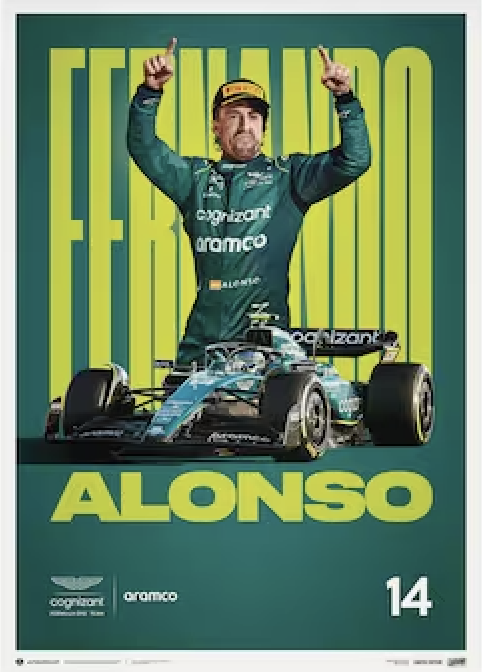 FERNANDO
cognizant
aramco
ALONSO
cognizant
ALONSO
cognizant
aramco
14